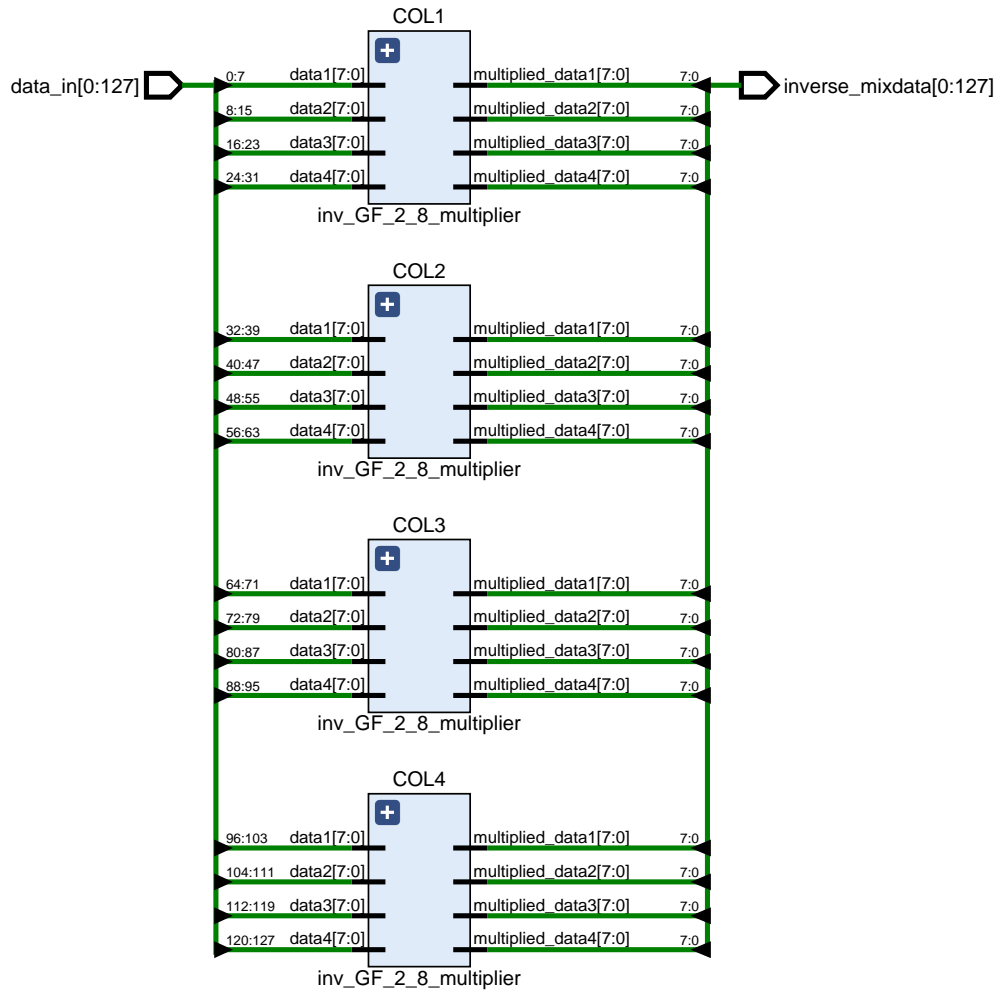 COL1
data_in[0:127] 0:7 data1[7:0] multiplied_data1[7:0] 7:0 inverse_mixdata[0:127]
8:15 data2[7:0] multiplied_data2[7:0] 7:0
16:23 data3[7:0] multiplied_data3[7:0] 7:0
24:31 data4[7:0] multiplied_data4[7:0] 7:0
inv_GF_2_8_multiplier
COL2
32:39 data1[7:0] multiplied_data1[7:0] 7:0
40:47 data2[7:0] multiplied_data2[7:0] 7:0
48:55 data3[7:0] multiplied_data3[7:0] 7:0
56:63 data4[7:0] multiplied_data4[7:0] 7:0
inv_GF_2_8_multiplier
COL3
64:71 data1[7:0] multiplied_data1[7:0] 7:0
72:79 data2[7:0] multiplied_data2[7:0] 7:0
80:87 data3[7:0] multiplied_data3[7:0] 7:0
88:95 data4[7:0] multiplied_data4[7:0] 7:0
inv_GF_2_8_multiplier
COL4
96:103 data1[7:0] multiplied_data1[7:0] 7:0
104:111 data2[7:0] multiplied_data2[7:0] 7:0
112:119 data3[7:0] multiplied_data3[7:0] 7:0
120:127 data4[7:0] multiplied_data4[7:0] 7:0
inv_GF_2_8_multiplier